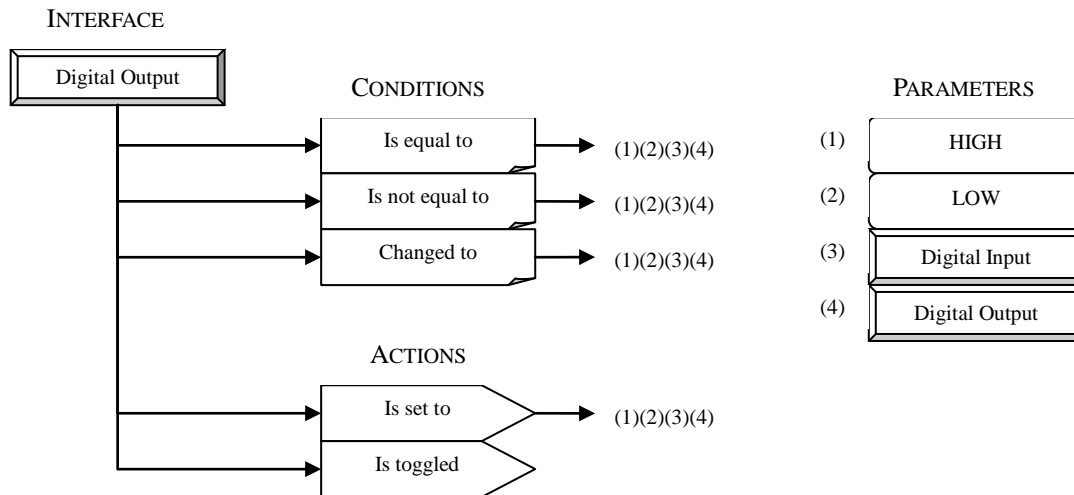 INTERFACE
Digital Output
CONDITIONS
PARAMETERS
Is equal to
(1)(2)(3)(4)
(1)
HIGH
Is not equal to
(1)(2)(3)(4)
(2)
LOW
Changed to
(1)(2)(3)(4)
(3)
Digital Input
(4)
Digital Output
ACTIONS
Is set to
(1)(2)(3)(4)
Is toggled